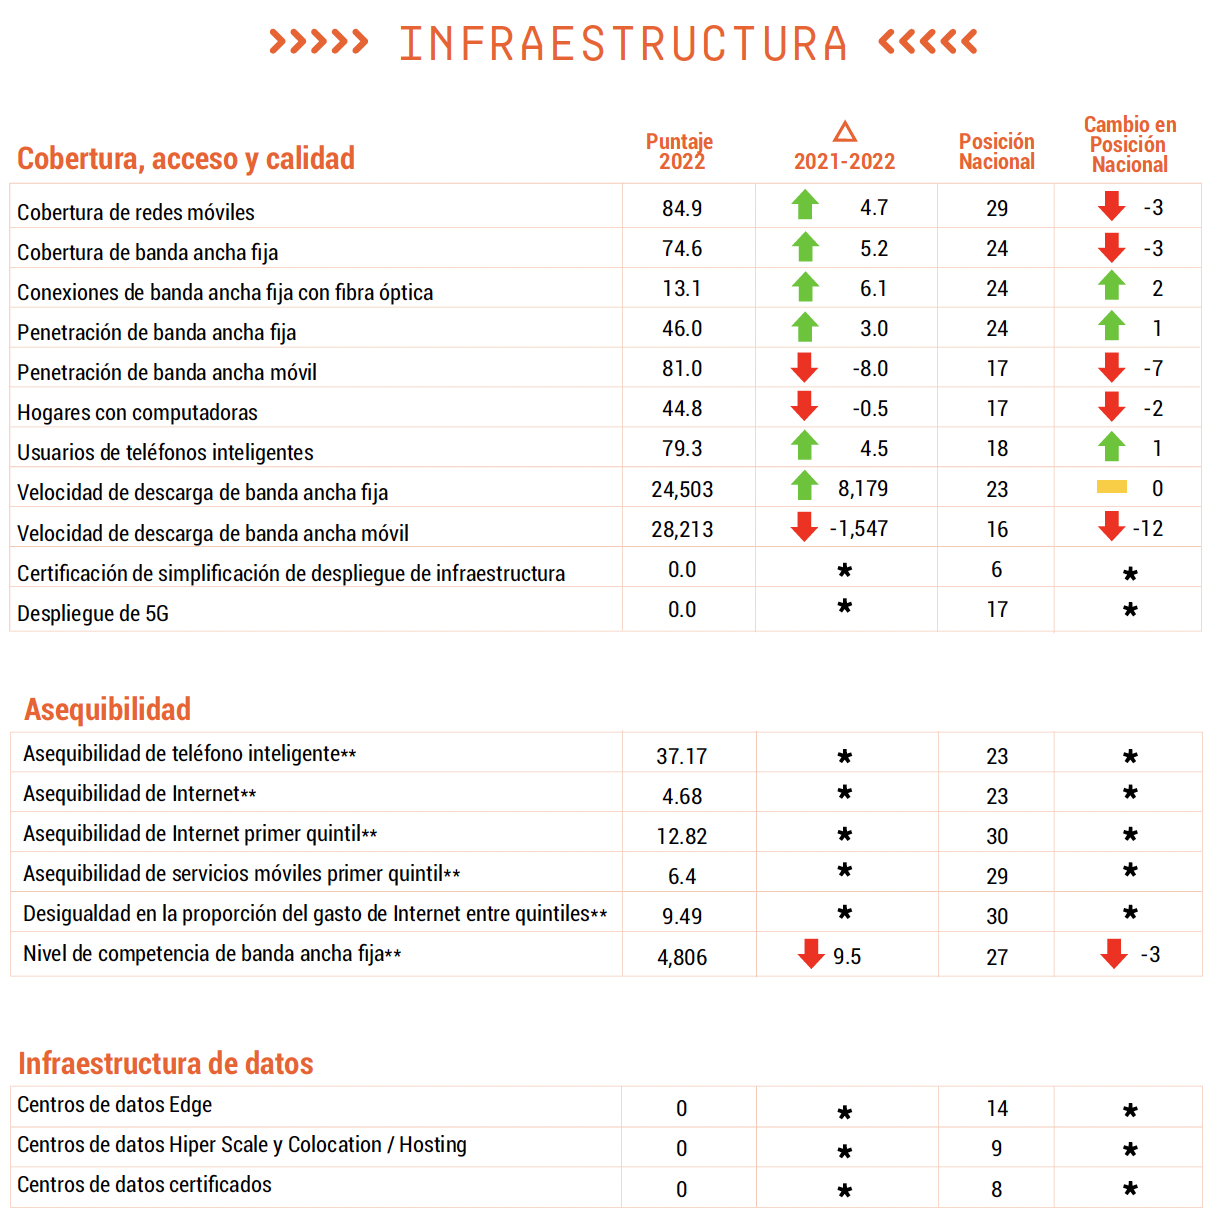 >>>>> INFRAESTRUCTURA <<<<<
Cobertura, acceso y calidad Puntaje 2022 △ 2021-2022 Posición Nacional Cambio en Posición Nacional
Cobertura de redes móviles 84.9 4.7 29 -3
Cobertura de banda ancha fija 74.6 5.2 24 -3
Conexiones de banda ancha fija con fibra óptica 13.1 6.1 24 2
Penetración de banda ancha fija 46.0 3.0 24 1
Penetración de banda ancha móvil 81.0 -8.0 17 -7
Hogares con computadoras 44.8 -0.5 17 -2
Usuarios de teléfonos inteligentes 79.3 4.5 18 1
Velocidad de descarga de banda ancha fija 24,503 8,179 23 0
Velocidad de descarga de banda ancha móvil 28,213 -1,547 16 -12
Certificación de simplificación de despliegue de infraestructura 0.0 * 6 *
Despliegue de 5G 0.0 * 17 *
Asequibilidad
Asequibilidad de teléfono inteligente** 37.17 * 23 *
Asequibilidad de Internet** 4.68 * 23 *
Asequibilidad de Internet primer quintil** 12.82 * 30 *
Asequibilidad de servicios móviles primer quintil** 6.4 * 29 *
Desigualdad en la proporción del gasto de Internet entre quintiles** 9.49 * 30 *
Nivel de competencia de banda ancha fija** 4,806 9.5 27 -3
Infraestructura de datos
Centros de datos Edge 0 * 14 *
Centros de datos Hiper Scale y Colocation / Hosting 0 * 9 *
Centros de datos certificados 0 * 8 *